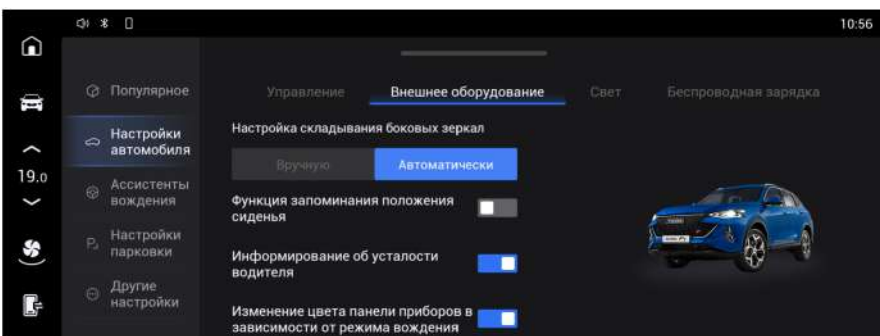 10:56
Популярное
Настройки
автомобиля
19.0
Ассистенты
вождения
Настройки
парковки
Другие
настройки
Управление
Внешнее оборудование
Свет
Беспроводная зарядка
Настройка складывания боковых зеркал
Вручную
Автоматически
Функция запоминания положения
сиденья
Информирование об усталости
водителя
Изменение цвета панели приборов в
зависимости от режима вождения